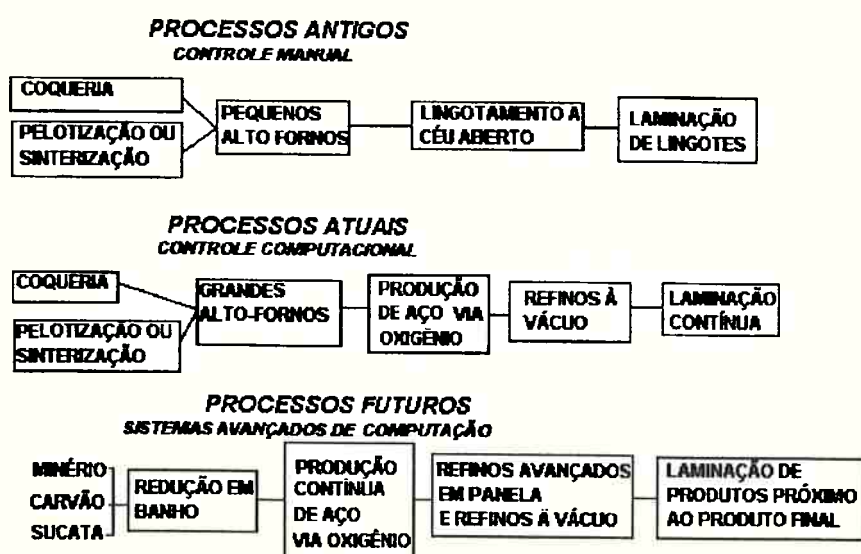 PROCESSOS ANTIGOS
CONTROLE MANUAL
COQUERIA
PELOTIZAÇÃO OU
SINTERIZAÇÃO
PEQUENOS
ALTO FORNOS
LINGOTAMENTO A
CÉU ABERTO
LAMINAÇÃO
DE LINGOTES
PROCESSOS ATUAIS
CONTROLE COMPUTACIONAL
COQUERIA
PELOTIZAÇÃO OU
SINTERIZAÇÃO
GRANDES
ALTO-FORNOS
PRODUÇÃO
DE AÇO VIA
OXIGÊNIO
REFINOS À
VÁCUO
LAMINAÇÃO
CONTÍNUA
PROCESSOS FUTUROS
SISTEMAS AVANÇADOS DE COMPUTAÇÃO
MINÉRIO
CARVÃO
SUCATA
REDUÇÃO EM
BANHO
PRODUÇÃO
CONTÍNUA
DE AÇO
VIA OXIGÊNIO
REFINOS AVANÇADOS
EM PANELA
E REFINOS Ä VÁCUO
LAMINAÇÃO DE
PRODUTOS PRÓXIMO
AO PRODUTO FINAL